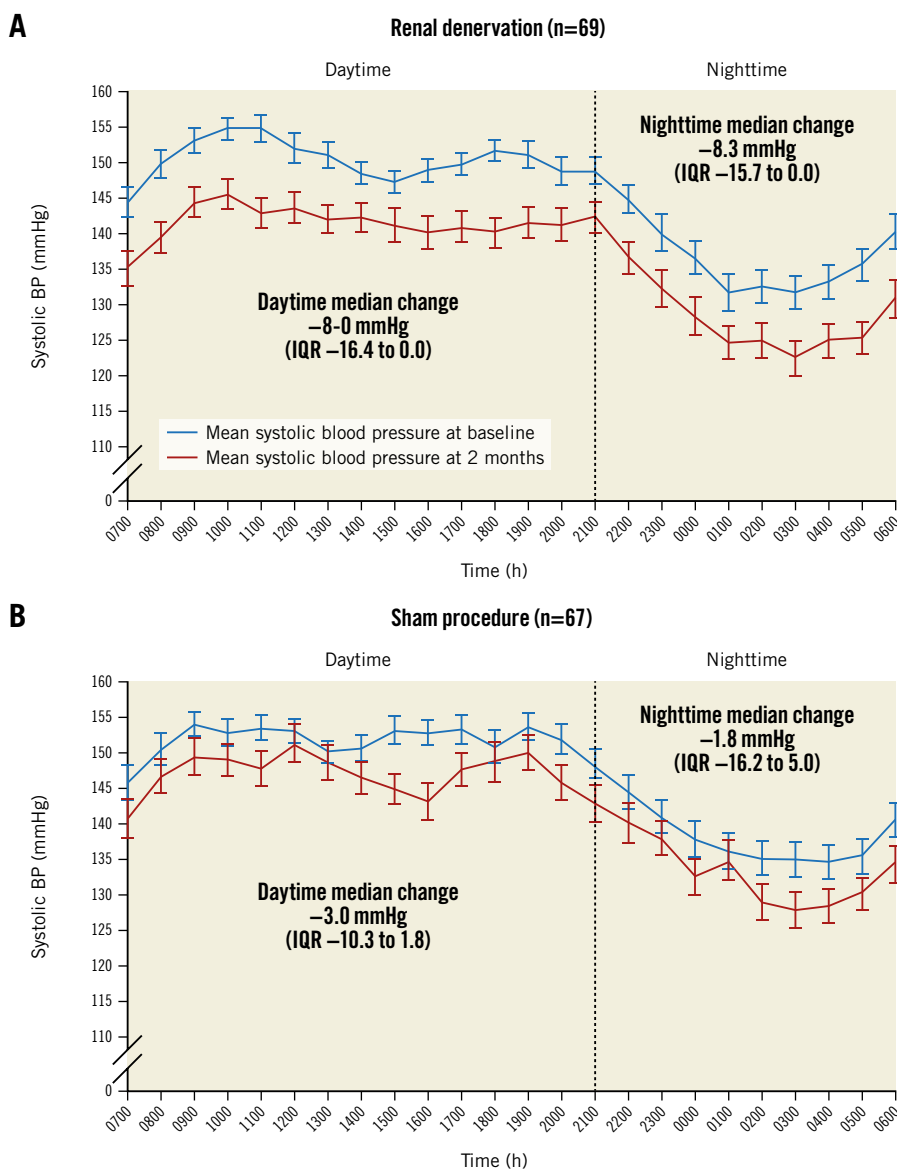 A
Renal denervation (n=69)
Daytime
Nighttime
160
155
150
145
140
135
130
125
120
115
110
0
Systolic BP (mmHg)
Nighttime median change
–8.3 mmHg
(IQR –15.7 to 0.0)
Daytime median change
–8-0 mmHg
(IQR –16.4 to 0.0)
Mean systolic blood pressure at baseline
Mean systolic blood pressure at 2 months
0700 0800 0900 1000 1100 1200 1300 1400 1500 1600 1700 1800 1900 2000 2100 2200 2300 0000 0100 0200 0300 0400 0500 0600
Time (h)
B
Sham procedure (n=67)
Daytime
Nighttime
160
155
150
145
140
135
130
125
120
115
110
0
Systolic BP (mmHg)
Nighttime median change
–1.8 mmHg
(IQR –16.2 to 5.0)
Daytime median change
–3.0 mmHg
(IQR –10.3 to 1.8)
0700 0800 0900 1000 1100 1200 1300 1400 1500 1600 1700 1800 1900 2000 2100 2200 2300 0000 0100 0200 0300 0400 0500 0600
Time (h)